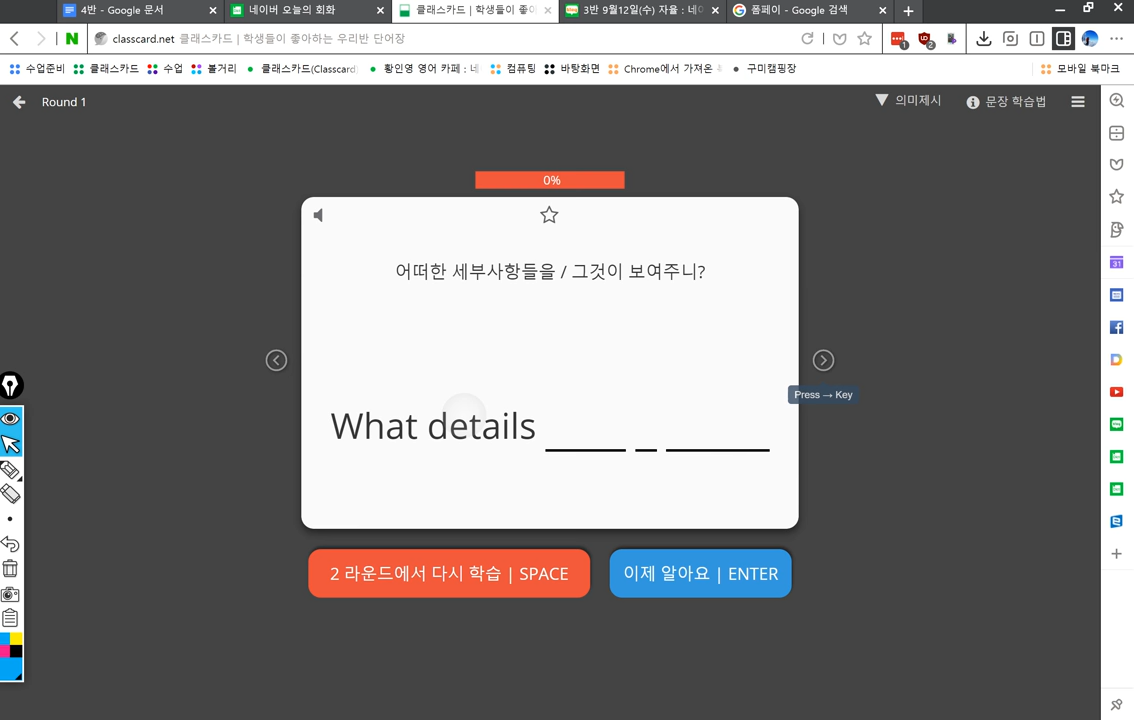 4반 - Google 문서
네이버 오늘의 회화
클래스카드 | 학생들이 좋아
3반 9월12일(수) 자율 : 네이
폼페이 - Google 검색
N
classcard.net 클래스카드 | 학생들이 좋아하는 우리반 단어장
1
2
수업준비
클래스카드
수업
볼거리
클래스카드(Classcard
황인영 영어 카페 : 네
컴퓨팅
바탕화면
Chrome에서 가져온
구미캠핑장
모바일 북마크
Round 1
의미제시
문장 학습법
0%
어떠한 세부사항들을 / 그것이 보여주니?
Press → Key
What details
2 라운드에서 다시 학습 | SPACE
이제 알아요 | ENTER
31